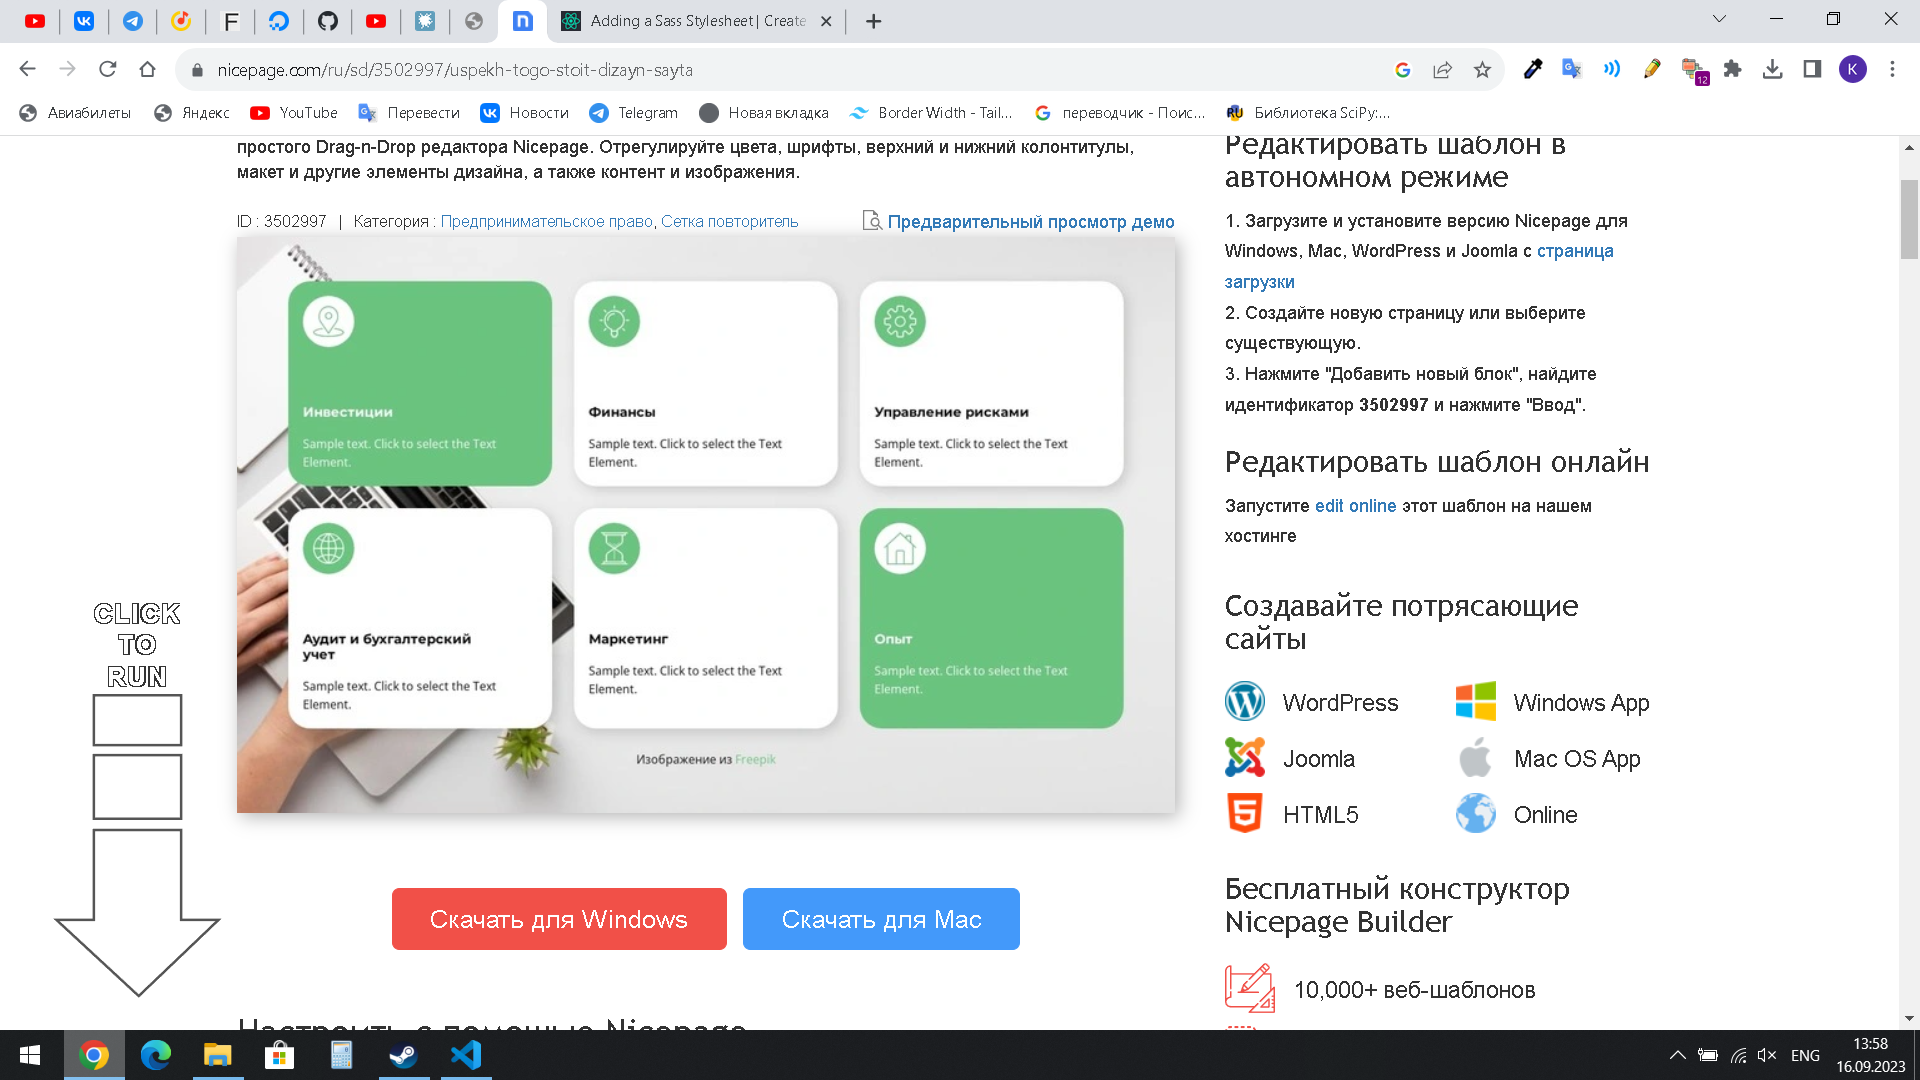 Adding a Sass Stylesheet | Create
nicepage.com/ru/sd/3502997/uspekh-togo-stoit-dizayn-sayta
12
K
Авиабилеты
Яндекс
YouTube
Перевести
Новости
Telegram
Новая вкладка
Border Width - Tail...
переводчик - Поис...
Библиотека SciPy:...
простого Drag-n-Drop редактора Nicepage. Отрегулируйте цвета, шрифты, верхний и нижний колонтитулы,
макет и другие элементы дизайна, а также контент и изображения.
ID : 3502997 | Категория : Предпринимательское право, Сетка повторитель
Предварительный просмотр демо
Инвестиции
Sample text. Click to select the Text
Element.
Финансы
Sample text. Click to select the Text
Element.
Управление рисками
Sample text. Click to select the Text
Element.
Аудит и бухгалтерский
учет
Sample text. Click to select the Text
Element.
Маркетинг
Sample text. Click to select the Text
Element.
Опыт
Sample text. Click to select the Text
Element.
Изображение из Freepik
CLICK
TO
RUN
Скачать для Windows
Скачать для Mac
Настроить с помощью Nicepage
Редактировать шаблон в
автономном режиме
1. Загрузите и установите версию Nicepage для
Windows, Mac, WordPress и Joomla с страница
загрузки
2. Создайте новую страницу или выберите
существующую.
3. Нажмите "Добавить новый блок", найдите
идентификатор 3502997 и нажмите "Ввод".
Редактировать шаблон онлайн
Запустите edit online этот шаблон на нашем
хостинге
Создавайте потрясающие
сайты
WordPress
Windows App
Joomla
Mac OS App
HTML5
Online
Бесплатный конструктор
Nicepage Builder
10,000+ веб-шаблонов
ENG
13:58
16.09.2023